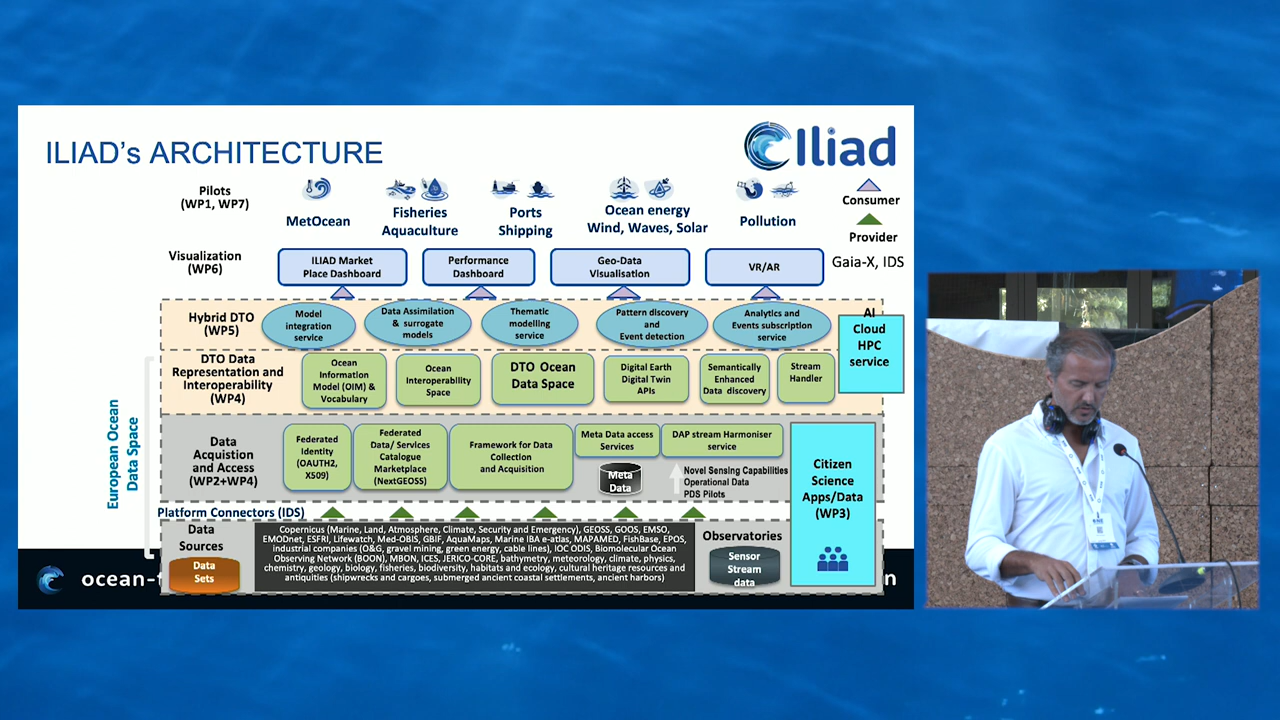 ILIAD's ARCHITECTURE
Iliad
Pilots
(WP1, WP7)
MetOcean
Fisheries
Aquaculture
Ports
Shipping
Ocean energy
Wind, Waves, Solar
Pollution
Consumer
Provider
Gaia-X, IDS
Visualization
(WP6)
ILIAD Market
Place Dashboard
Performance
Dashboard
Geo-Data
Visualisation
VR/AR
Hybrid DTO
(WP5)
Model
integration
service
Data Assimilation
& surrogate
models
Thematic
modelling
service
Pattern discovery
and
Event detection
Analytics and
Events subscription
service
AI
Cloud
HPC
service
DTO Data
Representation and
Interoperability
(WP4)
Ocean
Information
Model (OIM) &
Vocabulary
Ocean
Interoperability
Space
DTO Ocean
Data Space
Digital Earth
Digital Twin
APIs
Semantically
Enhanced
Data discovery
Stream
Handler
European Ocean
Data Space
Data
Acquistion
and Access
(WP2+WP4)
Federated
Identity
(OAUTH2,
X509)
Federated
Data/ Services
Catalogue
Marketplace
(NextGEOSS)
Framework for Data
Collection
and Acquisition
Meta Data access
Services
Meta
Data
DAP stream Harmoniser
service
Novel Sensing Capabilities
Operational Data
PDS Pilots
Citizen
Science
Apps/Data
(WP3)
Platform Connectors (IDS)
Data
Sources
Data
Sets
Copernicus (Marine, Land, Atmosphere, Climate, Security and Emergency), GEOSS, GOOS, EMSO,
EMODnet, ESFRI, Lifewatch, Med-OBIS, GBIF, AquaMaps, Marine IBA e-atlas, MAPAMED, FishBase, EPOS,
industrial companies (O&G, gravel mining, green energy, cable lines), IOC ODIS, Biomolecular Ocean
Observing Network (BOON), MBON, ICES, JERICO-CORE, bathymetry, meteorology, climate, physics,
chemistry, geology, biology, fisheries, biodiversity, habitats and ecology, cultural heritage resources and
antiquities (shipwrecks and cargoes, submerged ancient coastal settlements, ancient harbors)
Observatories
Sensor
Stream
data
ocean-
n